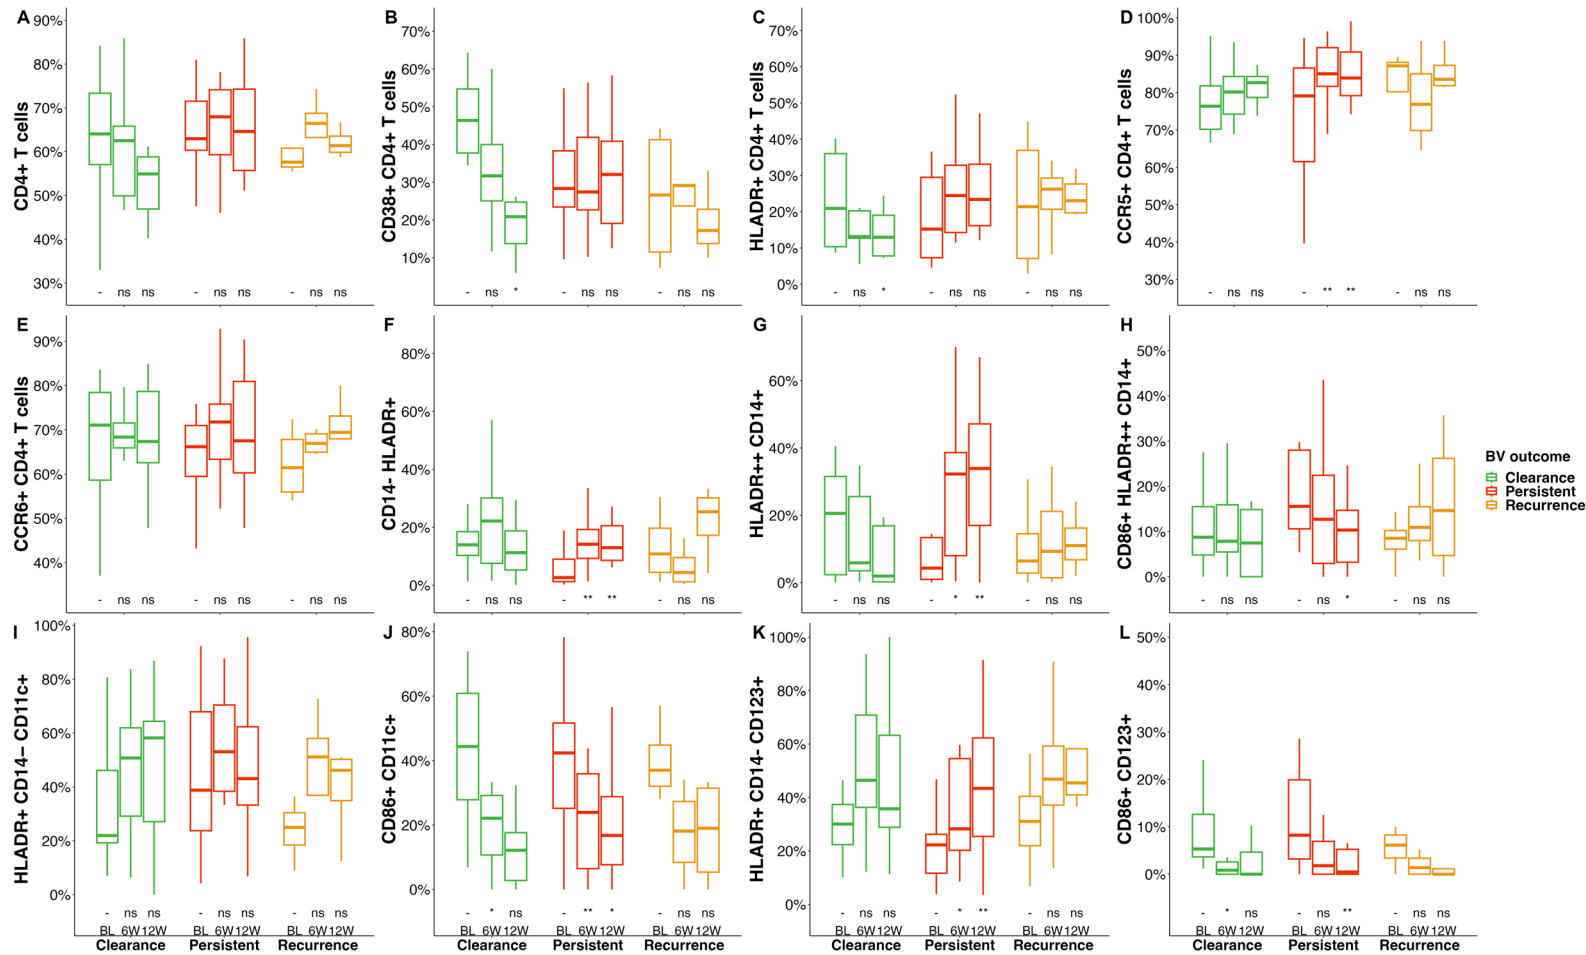 A
CD4+ T cells
90%
80%
70%
60%
50%
40%
30%
- ns ns - ns ns - ns ns
B
CD38+ CD4+ T cells
70%
60%
50%
40%
30%
20%
10%
- ns * - ns ns - ns ns
C
HLADR+ CD4+ T cells
70%
60%
50%
40%
30%
20%
10%
0%
- ns * - ns ns - ns ns
D
CCR5+ CD4+ T cells
100%
90%
80%
70%
60%
50%
40%
30%
- ns ns - ** ** - ns ns
E
CCR6+ CD4+ T cells
90%
80%
70%
60%
50%
40%
- ns ns - ns ns - ns ns
F
CD14- HLADR+
80%
60%
40%
20%
0%
- ns ns - ** ** - ns ns
G
HLADR++ CD14+
60%
40%
20%
0%
- ns ns - * ** - ns ns
H
CD86+ HLADR++ CD14+
50%
40%
30%
20%
10%
0%
- ns ns - ns * - ns ns
BV outcome
Clearance
Persistent
Recurrence
I
HLADR+ CD14– CD11c+
100%
80%
60%
40%
20%
0%
- ns ns - ns ns - ns ns
BL 6W 12W BL 6W 12W BL 6W 12W
Clearance Persistent Recurrence
J
CD86+ CD11c+
80%
60%
40%
20%
0%
- * ns - ** * - ns ns
BL 6W 12W BL 6W 12W BL 6W 12W
Clearance Persistent Recurrence
K
HLADR+ CD14- CD123+
100%
80%
60%
40%
20%
0%
- ns ns - * ** - ns ns
BL 6W 12W BL 6W 12W BL 6W 12W
Clearance Persistent Recurrence
L
CD86+ CD123+
50%
40%
30%
20%
10%
0%
- * ns - ns ** - ns ns
BL 6W 12W BL 6W 12W BL 6W 12W
Clearance Persistent Recurrence